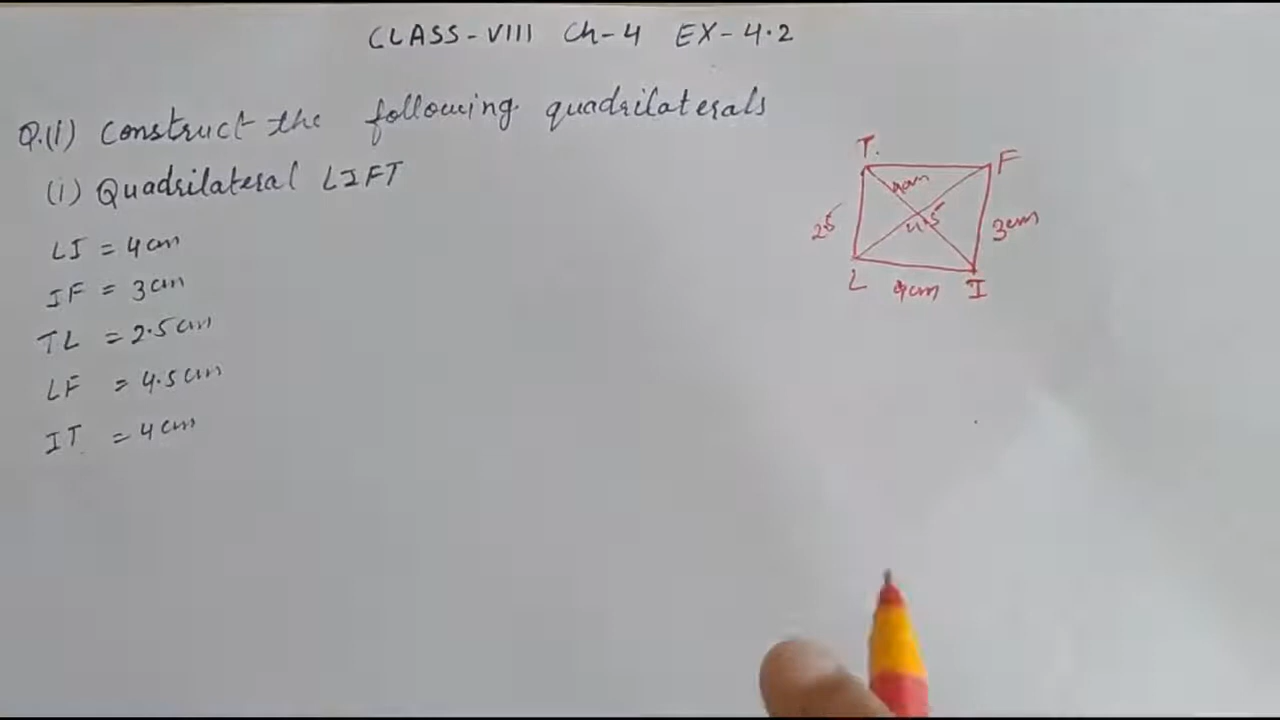 CLASS-VIII Ch-4 EX-4.2
Q.(1) Construct the following quadrilaterals
(i) Quadrilateral LIFT
LI = 4cm
IF = 3cm
TL = 2.5cm
LF = 4.5cm
IT = 4cm
T. F
4cm
2.5 4.5 3cm
L 4cm I